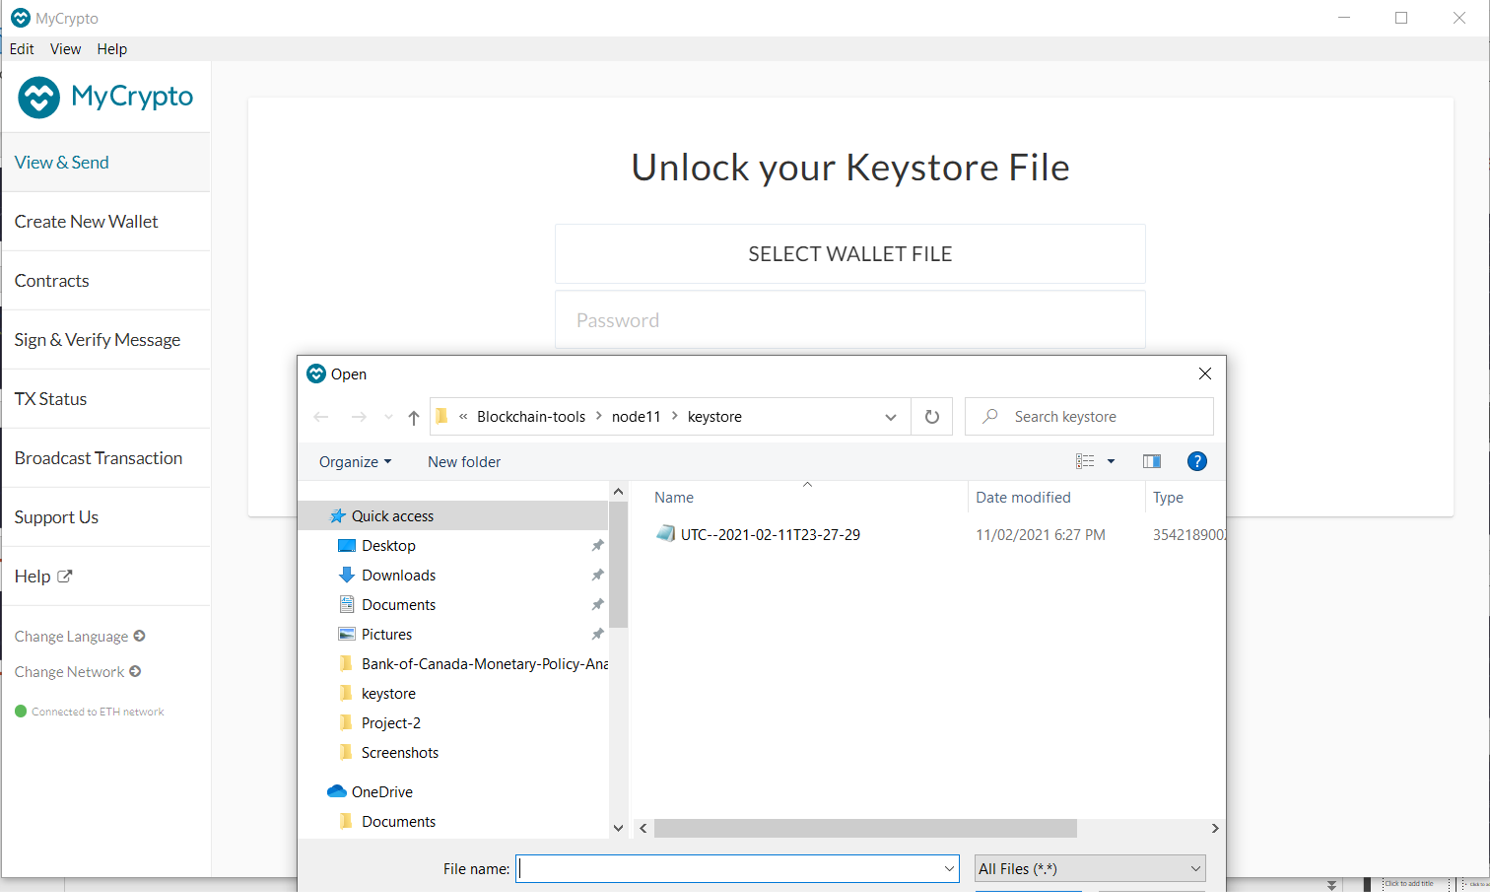 MyCrypto
Edit View Help
MyCrypto
View & Send
Create New Wallet
Contracts
Sign & Verify Message
TX Status
Broadcast Transaction
Support Us
Help
Change Language
Change Network
Connected to ETH network
Unlock your Keystore File
SELECT WALLET FILE
Password
Open
« Blockchain-tools > node11 > keystore
Search keystore
Organize New folder
?
Quick access
Desktop
Downloads
Documents
Pictures
Bank-of-Canada-Monetary-Policy-Ana
keystore
Project-2
Screenshots
OneDrive
Documents
Name Date modified Type
UTC--2021-02-11T23-27-29 11/02/2021 6:27 PM 354218900
File name: All Files (*.*)
Click to add title